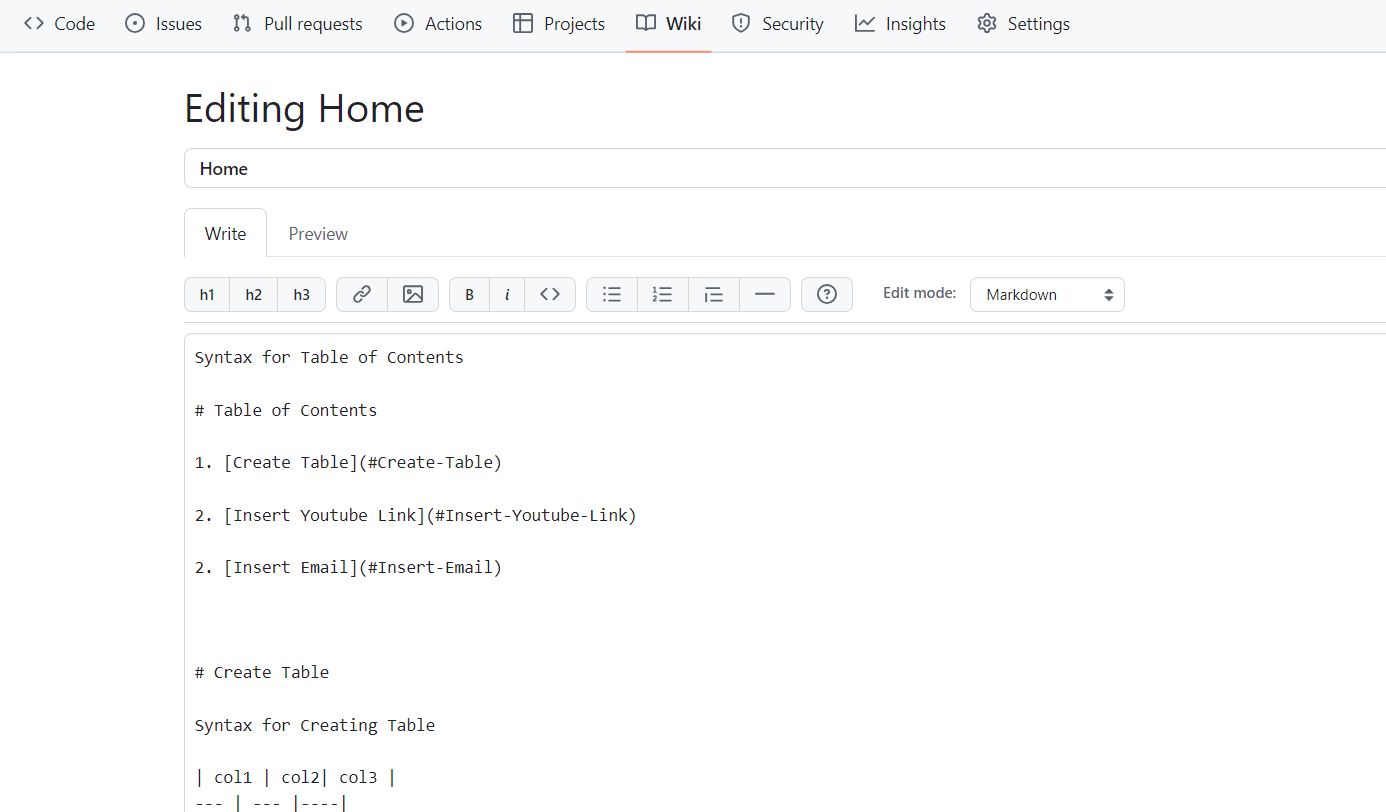 Code Issues Pull requests Actions Projects Wiki Security Insights Settings
Editing Home
Home
Write Preview
h1 h2 h3 B i Edit mode: Markdown
Syntax for Table of Contents
# Table of Contents
1. [Create Table](#Create-Table)
2. [Insert Youtube Link](#Insert-Youtube-Link)
2. [Insert Email](#Insert-Email)
# Create Table
Syntax for Creating Table
| col1 | col2| col3 |
--- | --- |----|